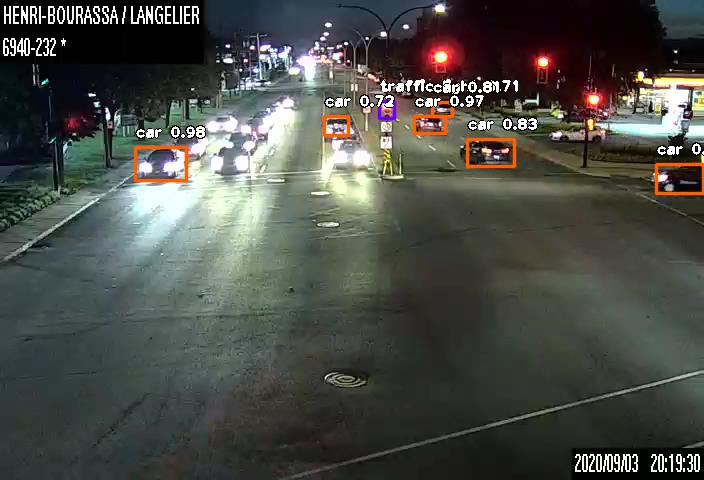 HENRI-BOURASSA / LANGELIER
6940-232 *
car 0.72
car 0.97
car 0.98
car 0.83
2020/09/03 20:19:30